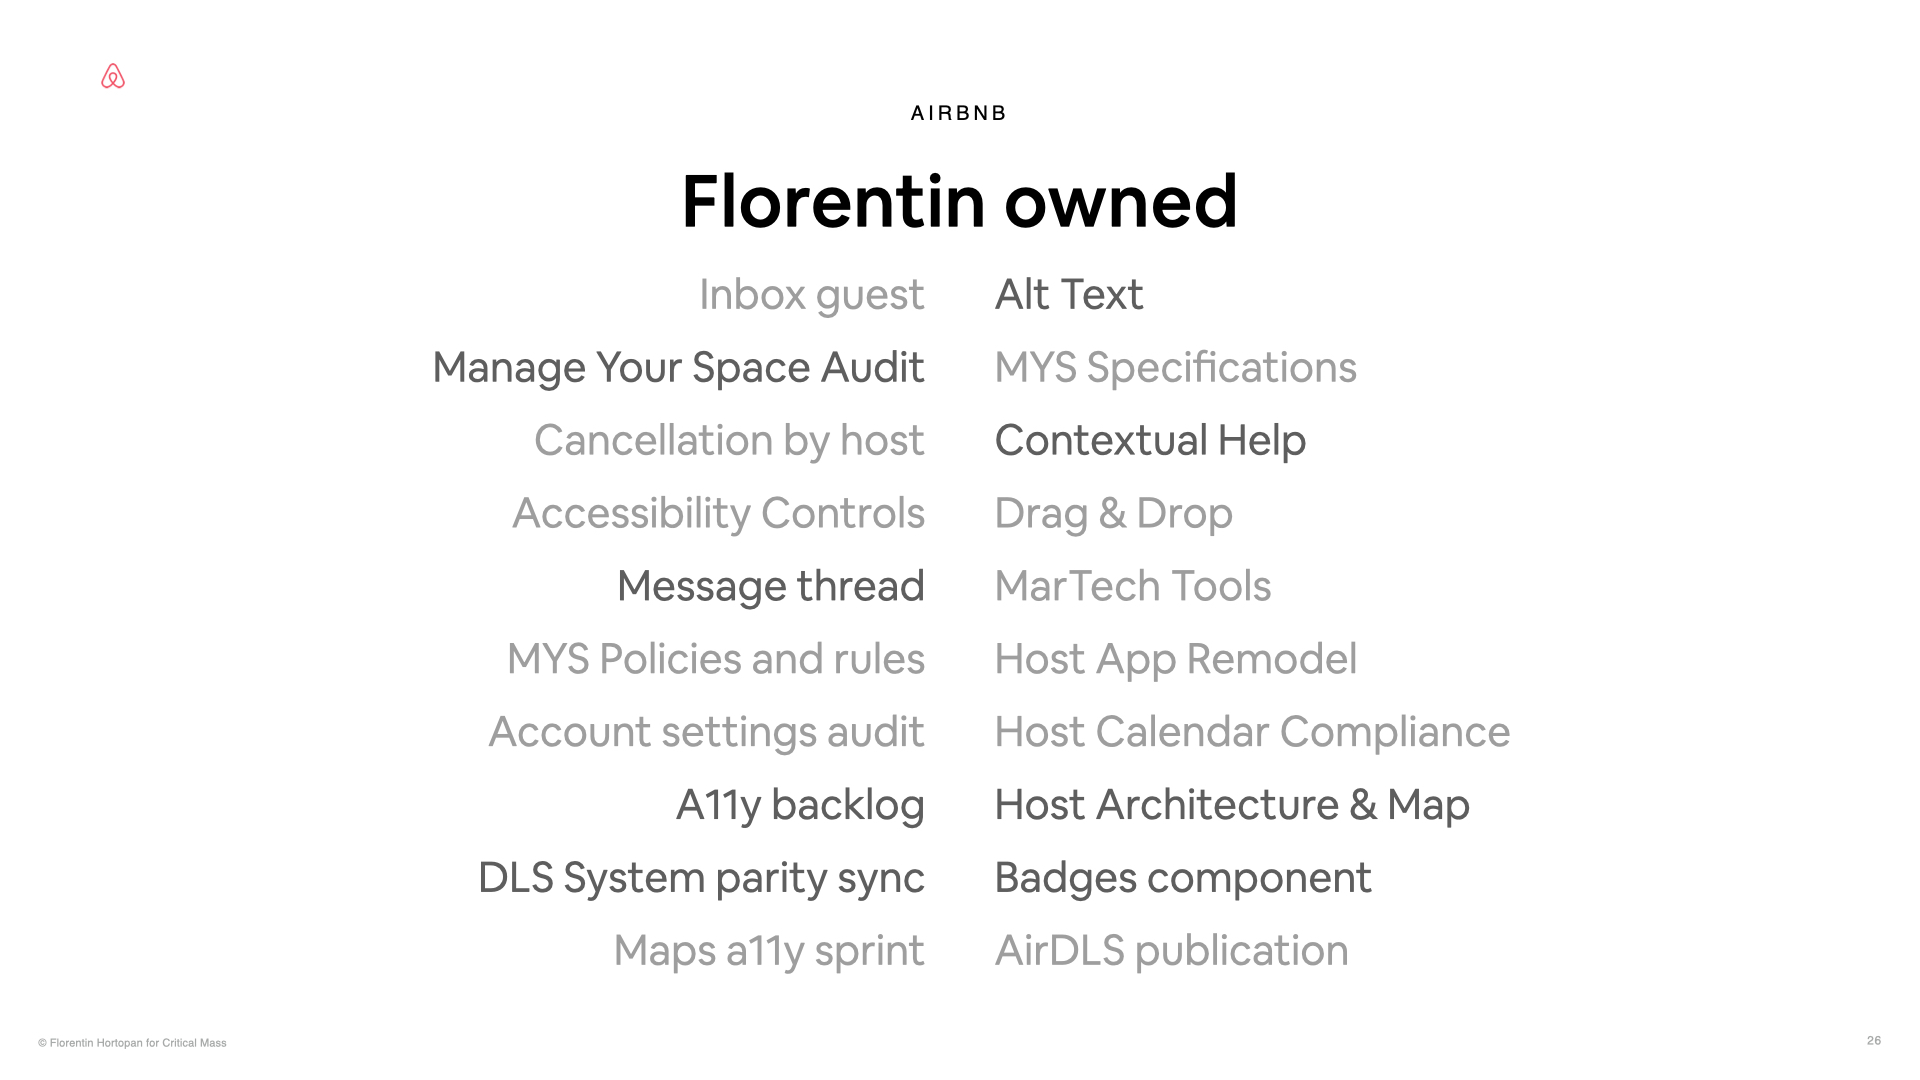 AIRBNB
Florentin owned
Inbox guest
Manage Your Space Audit
Cancellation by host
Accessibility Controls
Message thread
MYS Policies and rules
Account settings audit
A11y backlog
DLS System parity sync
Maps a11y sprint
Alt Text
MYS Specifications
Contextual Help
Drag & Drop
MarTech Tools
Host App Remodel
Host Calendar Compliance
Host Architecture & Map
Badges component
AirDLS publication
© Florentin Hortopan for Critical Mass
26